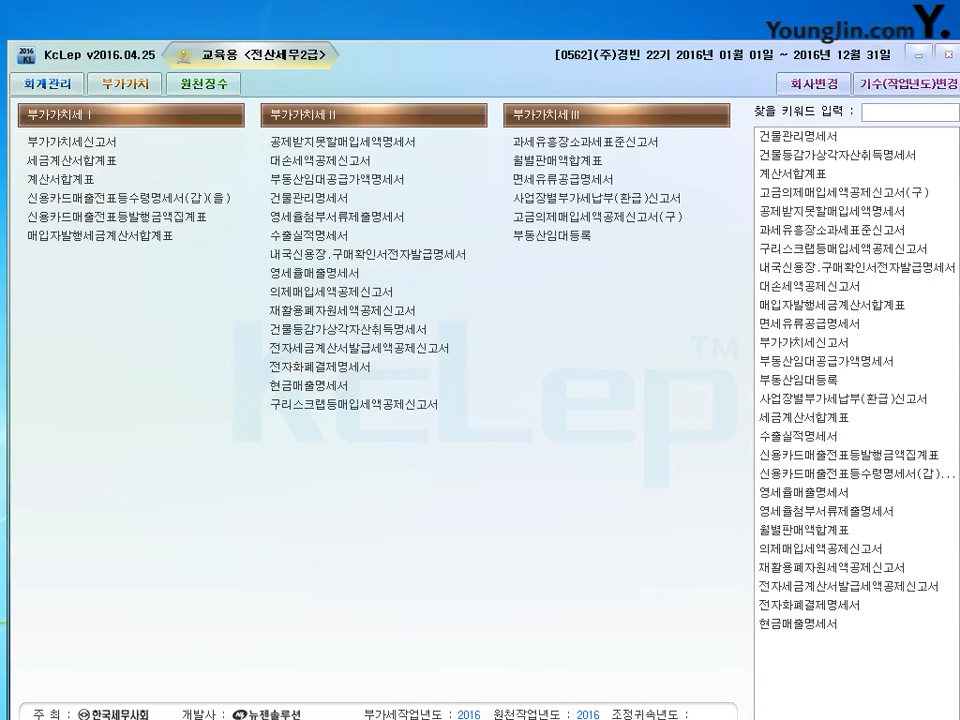 YoungJin.com Y.
2016 KL KcLep v2016.04.25 교육용 <전산세무2급> [0562](주)경빈 22기 2016년 01월 01일 ~ 2016년 12월 31일
회계관리 부가가치 원천징수 회사변경 기수(작업년도)변경
부가가치세 I
부가가치세신고서
세금계산서합계표
계산서합계표
신용카드매출전표등수령명세서(갑)(을)
신용카드매출전표등발행금액집계표
매입자발행세금계산서합계표
부가가치세 II
공제받지못할매입세액명세서
대손세액공제신고서
부동산임대공급가액명세서
건물관리명세서
영세율첨부서류제출명세서
수출실적명세서
내국신용장.구매확인서전자발급명세서
영세율매출명세서
의제매입세액공제신고서
재활용폐자원세액공제신고서
건물등감가상각자산취득명세서
전자세금계산서발급세액공제신고서
전자화폐결제명세서
현금매출명세서
구리스크랩등매입세액공제신고서
부가가치세 III
과세유흥장소과세표준신고서
월별판매액합계표
면세유류공급명세서
사업장별부가세납부(환급)신고서
고금의제매입세액공제신고서(구)
부동산임대등록
찾을 키워드 입력 :
건물관리명세서
건물등감가상각자산취득명세서
계산서합계표
고금의제매입세액공제신고서(구)
공제받지못할매입세액명세서
과세유흥장소과세표준신고서
구리스크랩등매입세액공제신고서
내국신용장.구매확인서전자발급명세서
대손세액공제신고서
매입자발행세금계산서합계표
면세유류공급명세서
부가가치세신고서
부동산임대공급가액명세서
부동산임대등록
사업장별부가세납부(환급)신고서
세금계산서합계표
수출실적명세서
신용카드매출전표등발행금액집계표
신용카드매출전표등수령명세서(갑)...
영세율매출명세서
영세율첨부서류제출명세서
월별판매액합계표
의제매입세액공제신고서
재활용폐자원세액공제신고서
전자세금계산서발급세액공제신고서
전자화폐결제명세서
현금매출명세서
KcLep™
주 최 : 한국세무사회 개발사 : 뉴젠솔루션 부가세작업년도 : 2016 원천작업년도 : 2016 조정귀속년도 :